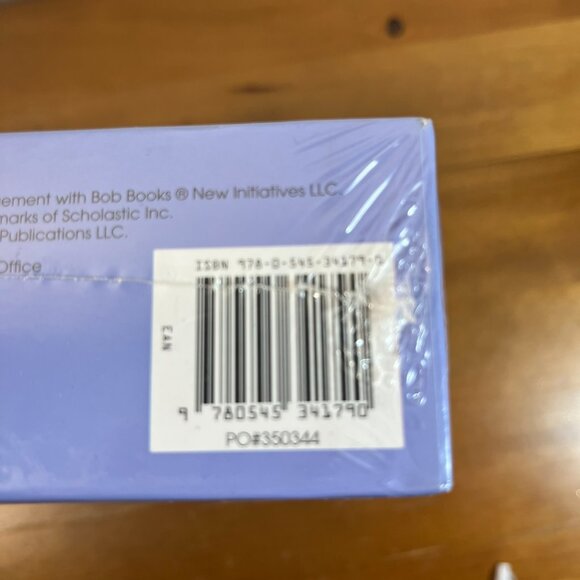 ement with Bob Books ® New Initiatives LLC.
marks of Scholastic Inc.
Publications LLC.
Office
ISBN 978-0-545-34179-0
EAN
9 780545 341790
PO#350344